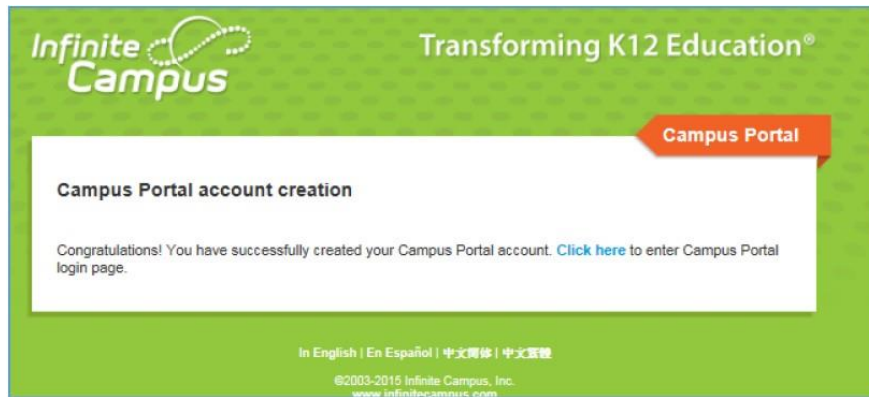 Infinite
Campus
Transforming K12 Education®
Campus Portal
Campus Portal account creation
Congratulations! You have successfully created your Campus Portal account. Click here to enter Campus Portal
login page.
In English | En Español | 中文简体 | 中文繁體
©2003-2015 Infinite Campus, Inc.
www.infinitecampus.com